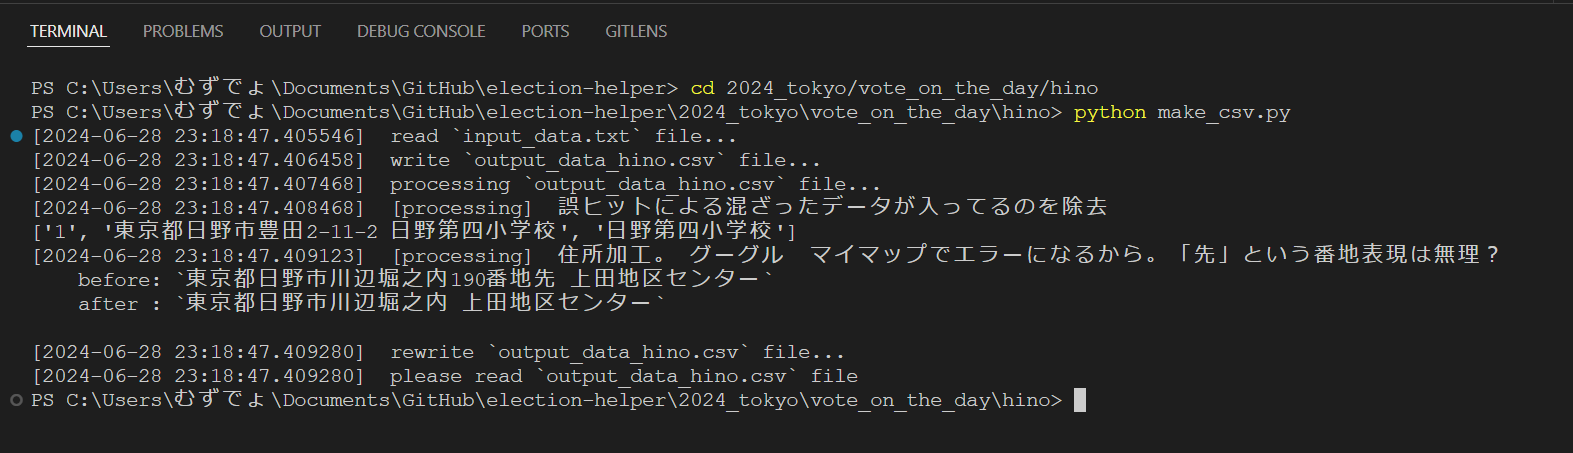 TERMINAL PROBLEMS OUTPUT DEBUG CONSOLE PORTS GITLENS
PS C:\Users\むずでょ\Documents\GitHub\election-helper> cd 2024_tokyo/vote_on_the_day/hino
PS C:\Users\むずでょ\Documents\GitHub\election-helper\2024_tokyo\vote_on_the_day\hino> python make_csv.py
[2024-06-28 23:18:47.405546] read `input_data.txt` file...
[2024-06-28 23:18:47.406458] write `output_data_hino.csv` file...
[2024-06-28 23:18:47.407468] processing `output_data_hino.csv` file...
[2024-06-28 23:18:47.408468] [processing] 誤ヒットによる混ざったデータが入ってるのを除去
['1', '東京都日野市豊田2-11-2 日野第四小学校', '日野第四小学校']
[2024-06-28 23:18:47.409123] [processing] 住所加工。 グーグル　マイマップでエラーになるから。「先」という番地表現は無理？
before: `東京都日野市川辺堀之内190番地先 上田地区センター`
after : `東京都日野市川辺堀之内 上田地区センター`
[2024-06-28 23:18:47.409280] rewrite `output_data_hino.csv` file...
[2024-06-28 23:18:47.409280] please read `output_data_hino.csv` file
PS C:\Users\むずでょ\Documents\GitHub\election-helper\2024_tokyo\vote_on_the_day\hino>